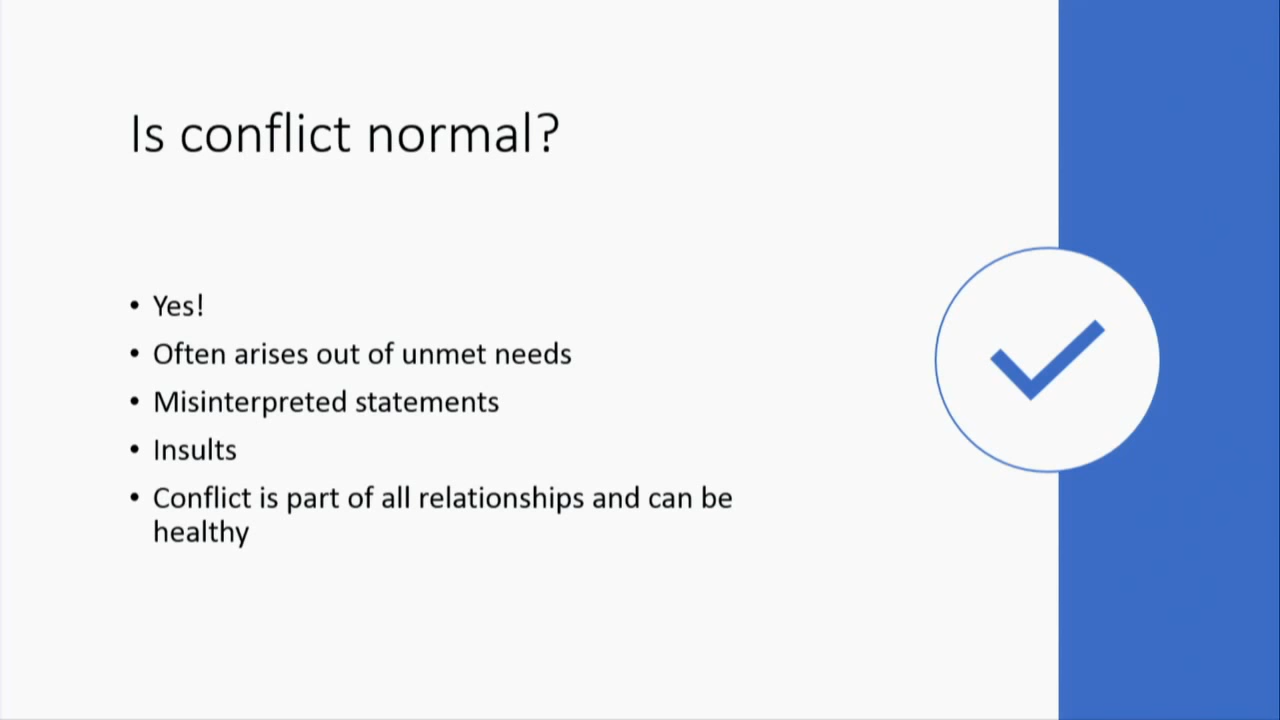 Is conflict normal?
• Yes!
• Often arises out of unmet needs
• Misinterpreted statements
• Insults
• Conflict is part of all relationships and can be
healthy